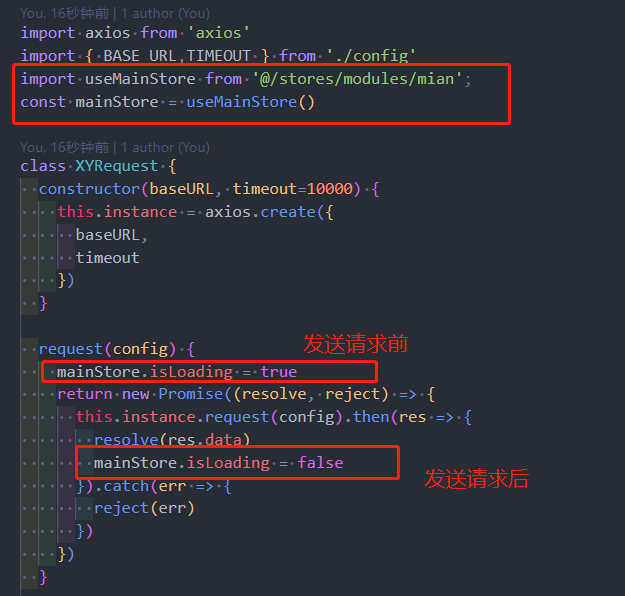 You, 16秒钟前 | 1 author (You)
import axios from 'axios'
import { BASE_URL,TIMEOUT } from './config'
import useMainStore from '@/stores/modules/mian';
const mainStore = useMainStore()
You, 16秒钟前 | 1 author (You)
class XYRequest {
constructor(baseURL, timeout=10000) {
this.instance = axios.create({
baseURL,
timeout
})
}
发送请求前
request(config) {
mainStore.isLoading = true
return new Promise((resolve, reject) => {
this.instance.request(config).then(res => {
resolve(res.data)
mainStore.isLoading = false
发送请求后
}).catch(err => {
reject(err)
})
})
}